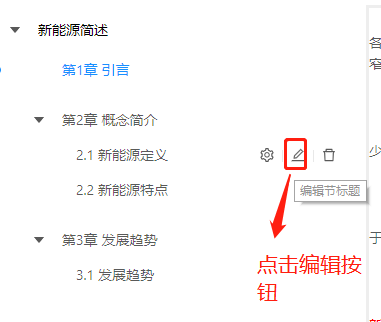 新能源简述
各
第1章 引言
第2章 概念简介
2.1 新能源定义
少
编辑节标题
2.2 新能源特点
于
第3章 发展趋势
点击编辑按
钮
3.1 发展趋势